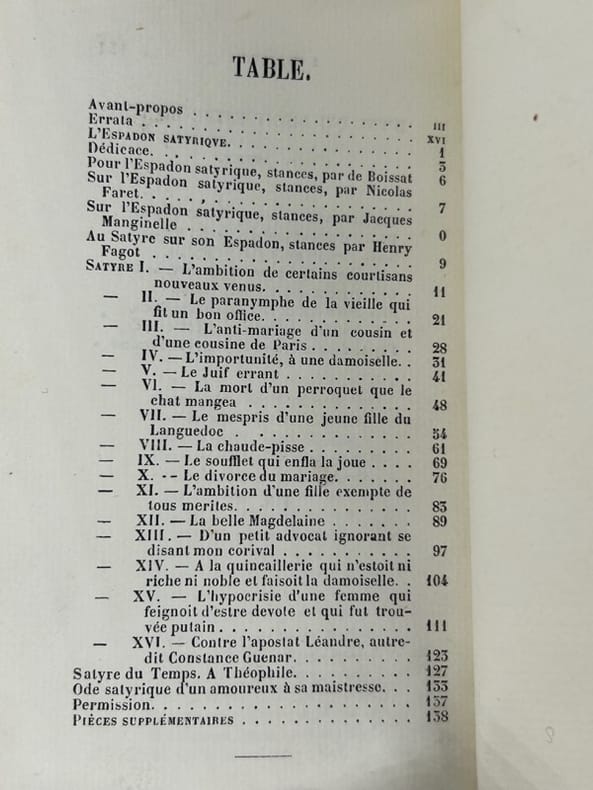 TABLE.
Avant-propos . . . . . . . . . . . . . . . III
Errata . . . . . . . . . . . . . . . . . . XVI
L'ESPADON SATYRIQVE. . . . . . . . . . . . 1
Dédicace. . . . . . . . . . . . . . . . . 3
Pour l'Espadon satyrique, stances, par de Boissat 6
Sur l'Espadon satyrique, stances, par Nicolas
Faret. . . . . . . . . . . . . . . . . . 7
Sur l'Espadon satyrique, stances, par Jacques
Manginelle . . . . . . . . . . . . . . . 0
Au Satyre sur son Espadon, stances par Henry
Fagot . . . . . . . . . . . . . . . . . . 9
SATYRE I. — L'ambition de certains courtisans
nouveaux venus. . . . . . . . . . . . 11
— II. — Le paranymphe de la vieille qui
fit un bon office. . . . . . . . . . . 21
— III. — L'anti-mariage d'un cousin et
d'une cousine de Paris . . . . . . . . 28
— IV. — L'importunité, à une damoiselle. . 31
— V. — Le Juif errant . . . . . . . . . . 41
— VI. — La mort d'un perroquet que le
chat mangea . . . . . . . . . . . . . 48
— VII. — Le mespris d'une jeune fille du
Languedoc . . . . . . . . . . . . . . 54
— VIII. — La chaude-pisse . . . . . . . . 61
— IX. — Le soufflet qui enfla la joue . . . . 69
— X. -- Le divorce du mariage. . . . . . . 76
— XI. — L'ambition d'une fille exempte de
tous merites. . . . . . . . . . . . . . 83
— XII. — La belle Magdelaine . . . . . . . 89
— XIII. — D'un petit advocat ignorant se
disant mon corival . . . . . . . . . . 97
— XIV. — A la quincaillerie qui n'estoit ni
riche ni noble et faisoit la damoiselle. . 104
— XV. — L'hypocrisie d'une femme qui
feignoit d'estre devote et qui fut trou-
vée putain . . . . . . . . . . . . . . . 111
— XVI. — Contre l'apostat Léandre, autre-
dit Constance Guenar. . . . . . . . . . 123
Satyre du Temps. A Théophile. . . . . . . . . 127
Ode satyrique d'un amoureux à sa maistresse. . . 133
Permission. . . . . . . . . . . . . . . . . . 137
PIÈCES SUPPLÉMENTAIRES . . . . . . . . . . . . 138